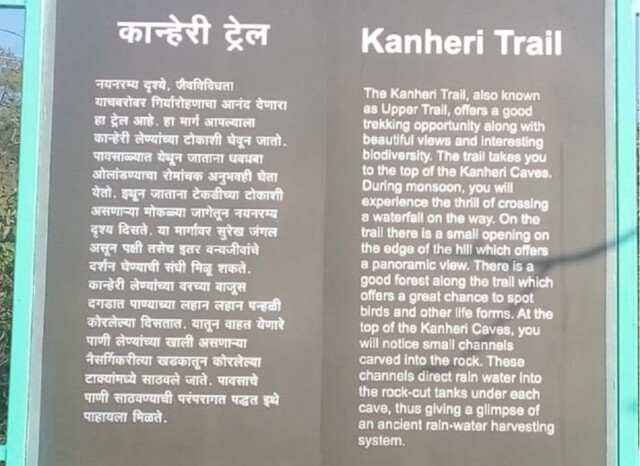 कान्हेरी ट्रेल
नयनरम्य दृश्ये, जैवविविधता
याचबरोबर गिर्यारोहणाचा आनंद देणारा
हा ट्रेल आहे. हा मार्ग आपल्याला
कान्हेरी लेण्यांच्या टोकाशी घेवून जातो.
पावसाळ्यात येथून जाताना धबधबा
ओलांडण्याचा रोमांचक अनुभवही घेता
येतो. इथून जाताना टेकडीच्या टोकाशी
असणाऱ्या मोकळ्या जागेतून नयनरम्य
दृश्य दिसते. या मार्गावर सुरेख जंगल
असून पक्षी तसेच इतर वन्यजीवांचे
दर्शन घेण्याची संधी मिळू शकते.
कान्हेरी लेण्यांच्या वरच्या बाजूस
दगडात पाण्याच्या लहान लहान पन्हळी
कोरलेल्या दिसतात. यातून वाहत येणारे
पाणी लेण्यांच्या खाली असणाऱ्या
नैसर्गिकरीत्या खडकातून कोरलेल्या
टाक्यांमध्ये साठवले जाते. पावसाचे
पाणी साठवण्याची परंपरागत पद्धत इथे
पाहायला मिळते.
Kanheri Trail
The Kanheri Trail, also known
as Upper Trail, offers a good
trekking opportunity along with
beautiful views and interesting
biodiversity. The trail takes you
to the top of the Kanheri Caves.
During monsoon, you will
experience the thrill of crossing
a waterfall on the way. On the
trail there is a small opening on
the edge of the hill which offers
a panoramic view. There is a
good forest along the trail which
offers a great chance to spot
birds and other life forms. At the
top of the Kanheri Caves, you
will notice small channels
carved into the rock. These
channels direct rain water into
the rock-cut tanks under each
cave, thus giving a glimpse of
an ancient rain-water harvesting
system.